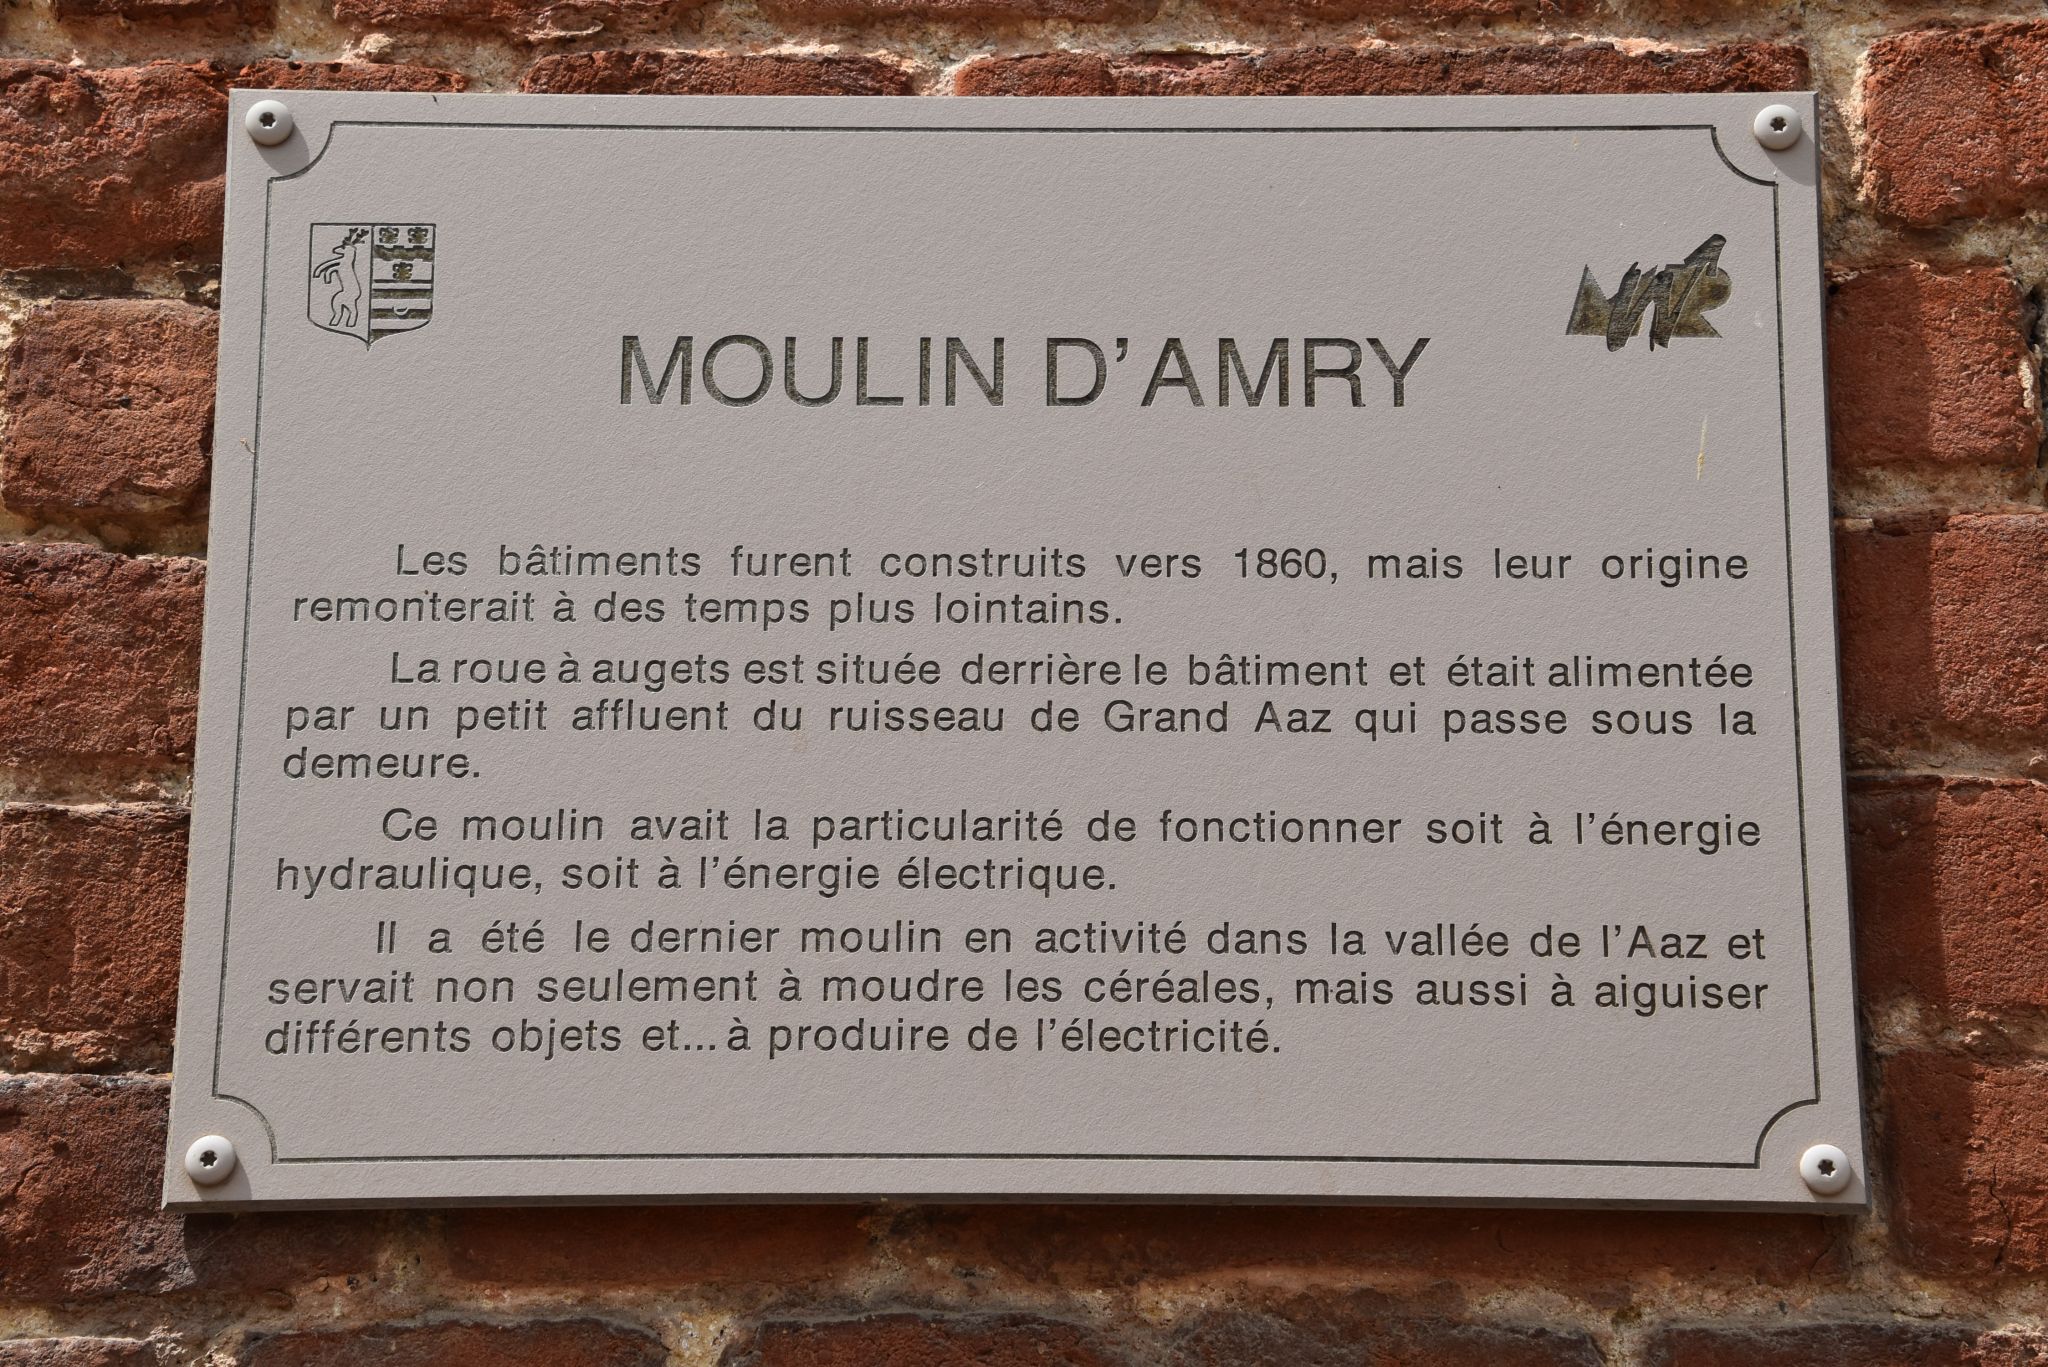 MOULIN D'AMRY
Les bâtiments furent construits vers 1860, mais leur origine
remonterait à des temps plus lointains.
La roue à augets est située derrière le bâtiment et était alimentée
par un petit affluent du ruisseau de Grand Aaz qui passe sous la
demeure.
Ce moulin avait la particularité de fonctionner soit à l'énergie
hydraulique, soit à l'énergie électrique.
Il a été le dernier moulin en activité dans la vallée de l'Aaz et
servait non seulement à moudre les céréales, mais aussi à aiguiser
différents objets et... à produire de l'électricité.